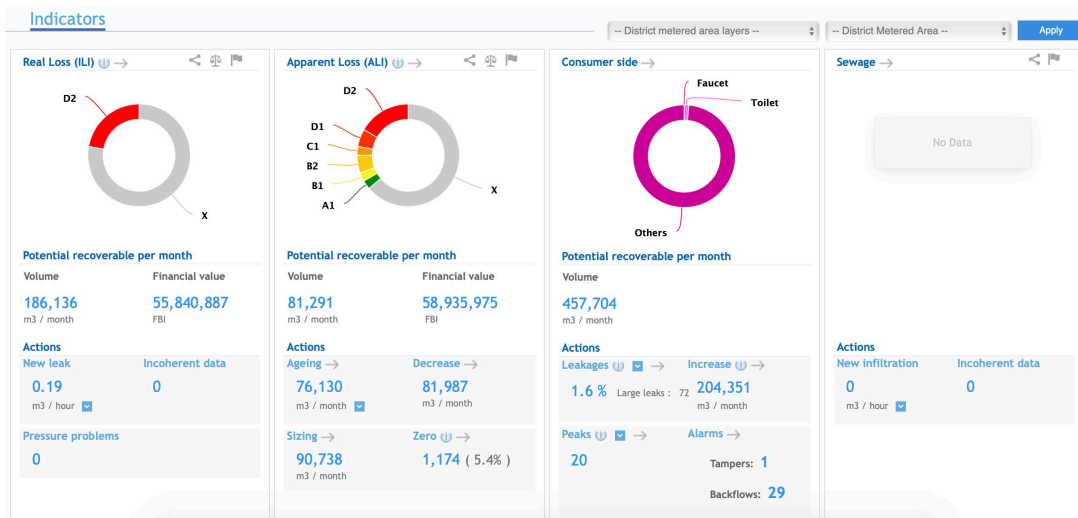 Indicators
-- District metered area layers --
-- District Metered Area --
Apply
Real Loss (ILI)
D2
X
Potential recoverable per month
Volume
Financial value
186,136
55,840,887
m3 / month
FBI
Actions
New leak
Incoherent data
0.19
0
m3 / hour
Pressure problems
0
Apparent Loss (ALI)
D2
D1
C1
B2
B1
A1
X
Potential recoverable per month
Volume
Financial value
81,291
58,935,975
m3 / month
FBI
Actions
Ageing
Decrease
76,130
81,987
m3 / month
m3 / month
Sizing
Zero
90,738
1,174 ( 5.4% )
m3 / month
Consumer side
Faucet
Toilet
Others
Potential recoverable per month
Volume
457,704
m3 / month
Actions
Leakages
Increase
1.6 % Large leaks : 72
204,351
m3 / month
Peaks
Alarms
20
Tampers: 1
Backflows: 29
Sewage
No Data
Actions
New infiltration
Incoherent data
0
0
m3 / hour